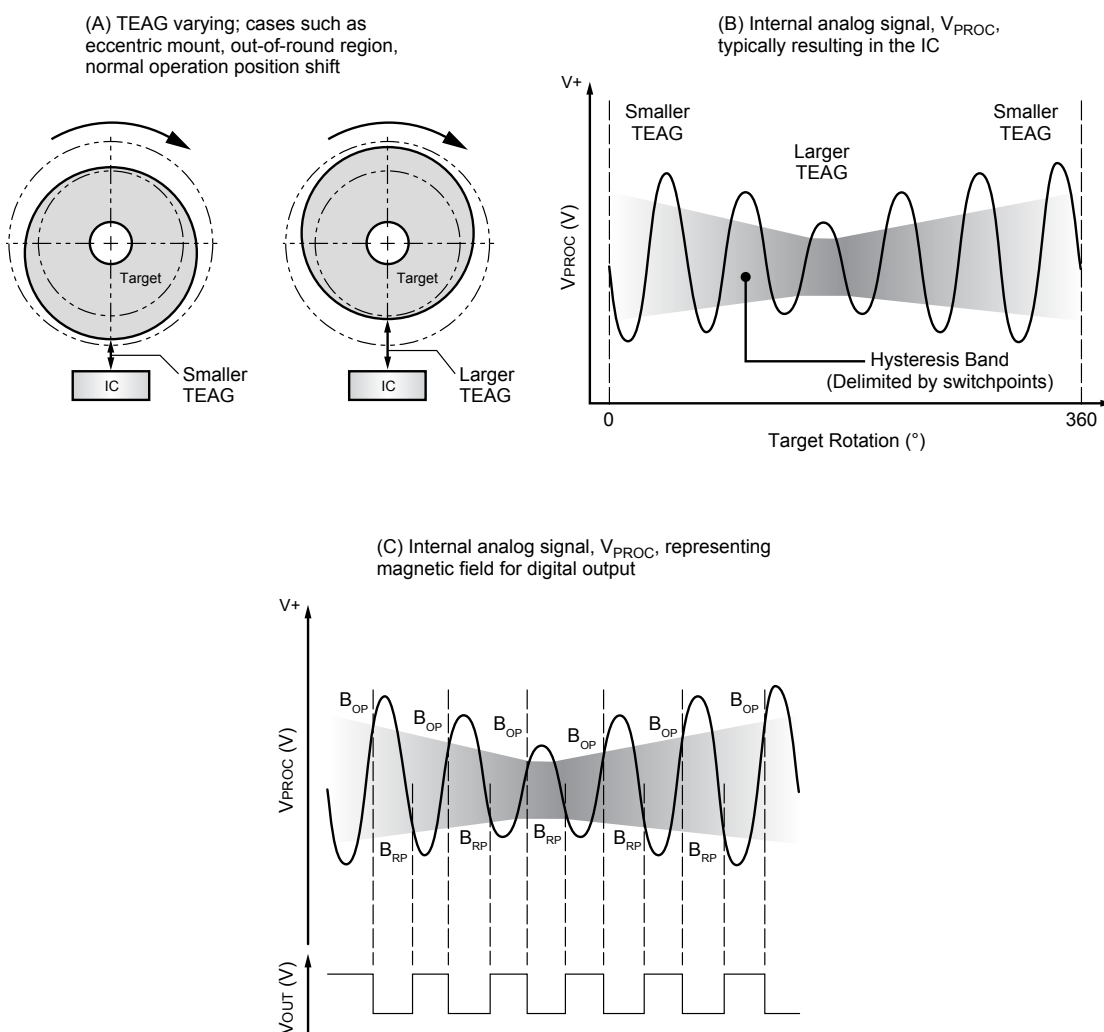 (A) TEAG varying; cases such as
eccentric mount, out-of-round region,
normal operation position shift
Target
IC
Smaller
TEAG
Target
IC
Larger
TEAG
(B) Internal analog signal, VPROC,
typically resulting in the IC
V+
Smaller
TEAG
Larger
TEAG
Smaller
TEAG
VPROC (V)
Hysteresis Band
(Delimited by switchpoints)
0
360
Target Rotation (°)
(C) Internal analog signal, VPROC, representing
magnetic field for digital output
V+
VPROC (V)
BOP
BOP
BOP
BOP
BOP
BOP
BRP
BRP
BRP
BRP
BRP
VOUT (V)